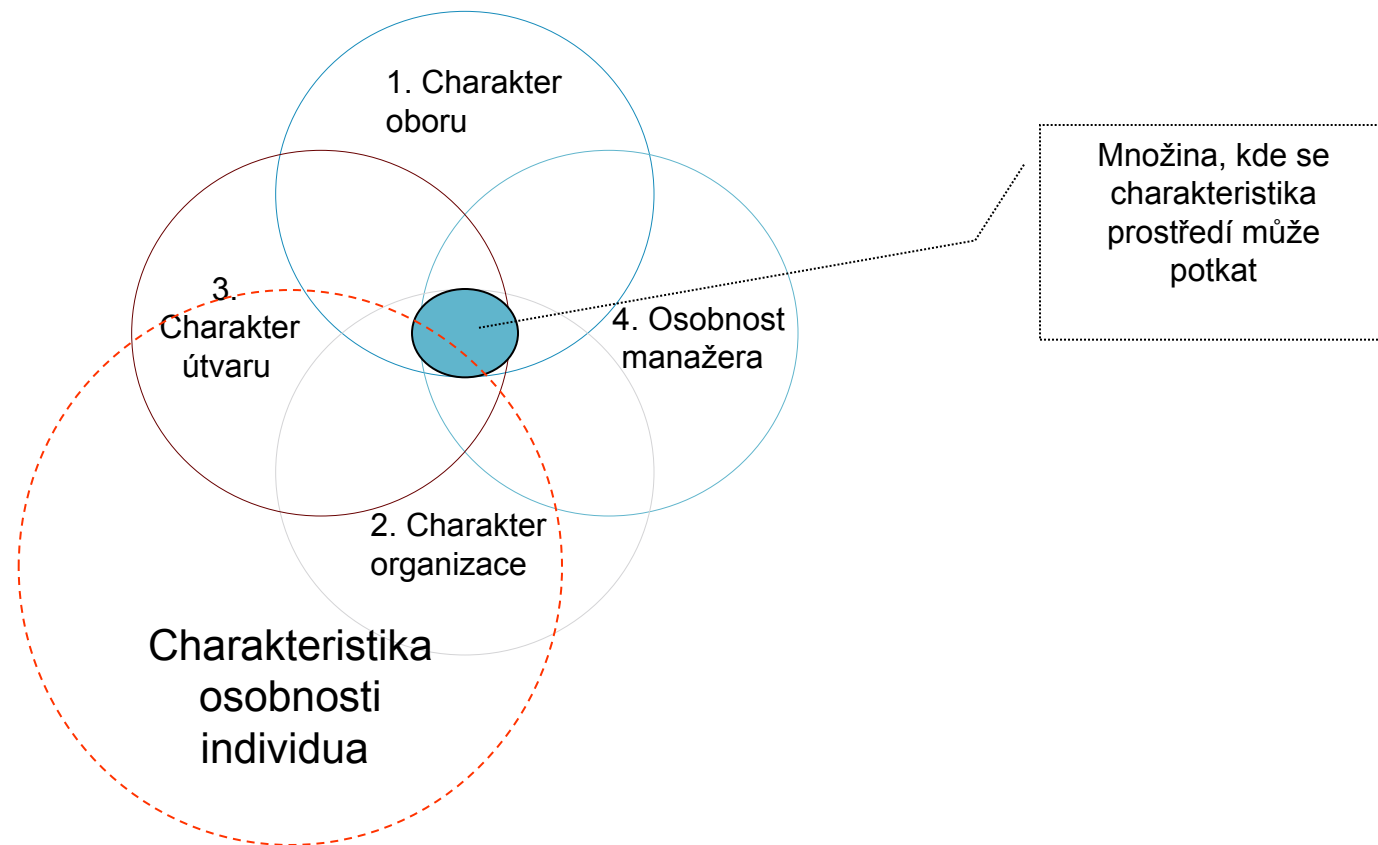 1. Charakter
oboru
Množina, kde se
charakteristika
prostředí může
potkat
3.
Charakter
útvaru
4. Osobnost
manažera
2. Charakter
organizace
Charakteristika
osobnosti
individua